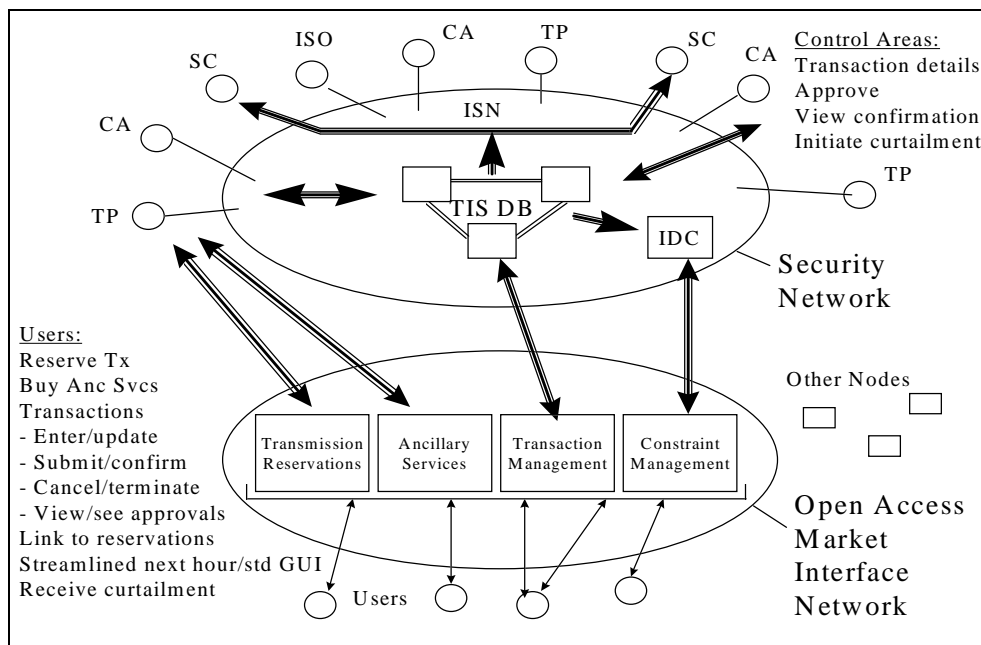 ISO
CA
TP
SC
SC
CA
Control Areas:
Transaction details
Approve
View confirmation
Initiate curtailment
ISN
CA
TP
TIS DB
IDC
TP
Security
Network
Users:
Reserve Tx
Buy Anc Svcs
Transactions
- Enter/update
- Submit/confirm
- Cancel/terminate
- View/see approvals
Link to reservations
Streamlined next hour/std GUI
Receive curtailment
Other Nodes
Transmission
Reservations
Ancillary
Services
Transaction
Management
Constraint
Management
Open Access
Market
Interface
Network
Users